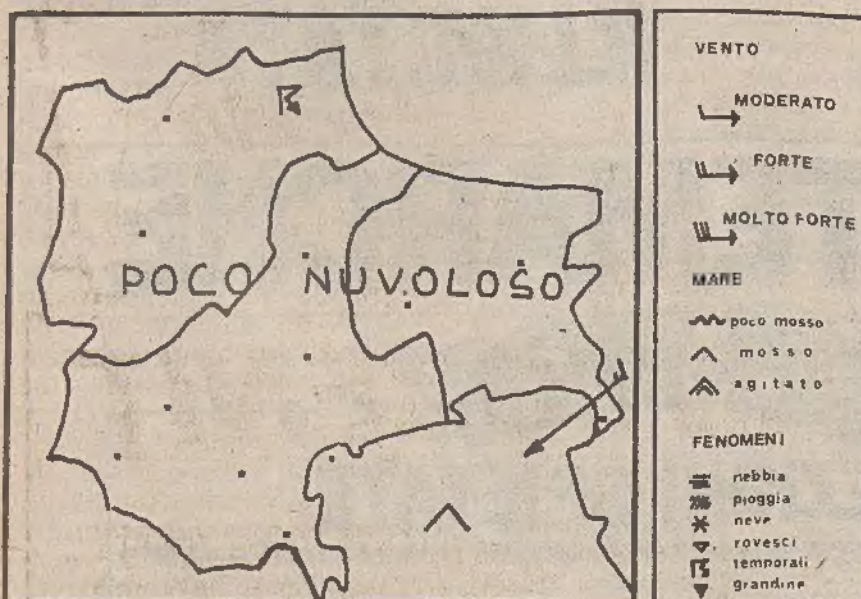 POCO NUVOLOSO
VENTO
MODERATO
FORTE
MOLTO FORTE
MARE
poco mosso
mosso
agitato
FENOMENI
nebbia
pioggia
neve
rovesci
temporali /
grandine